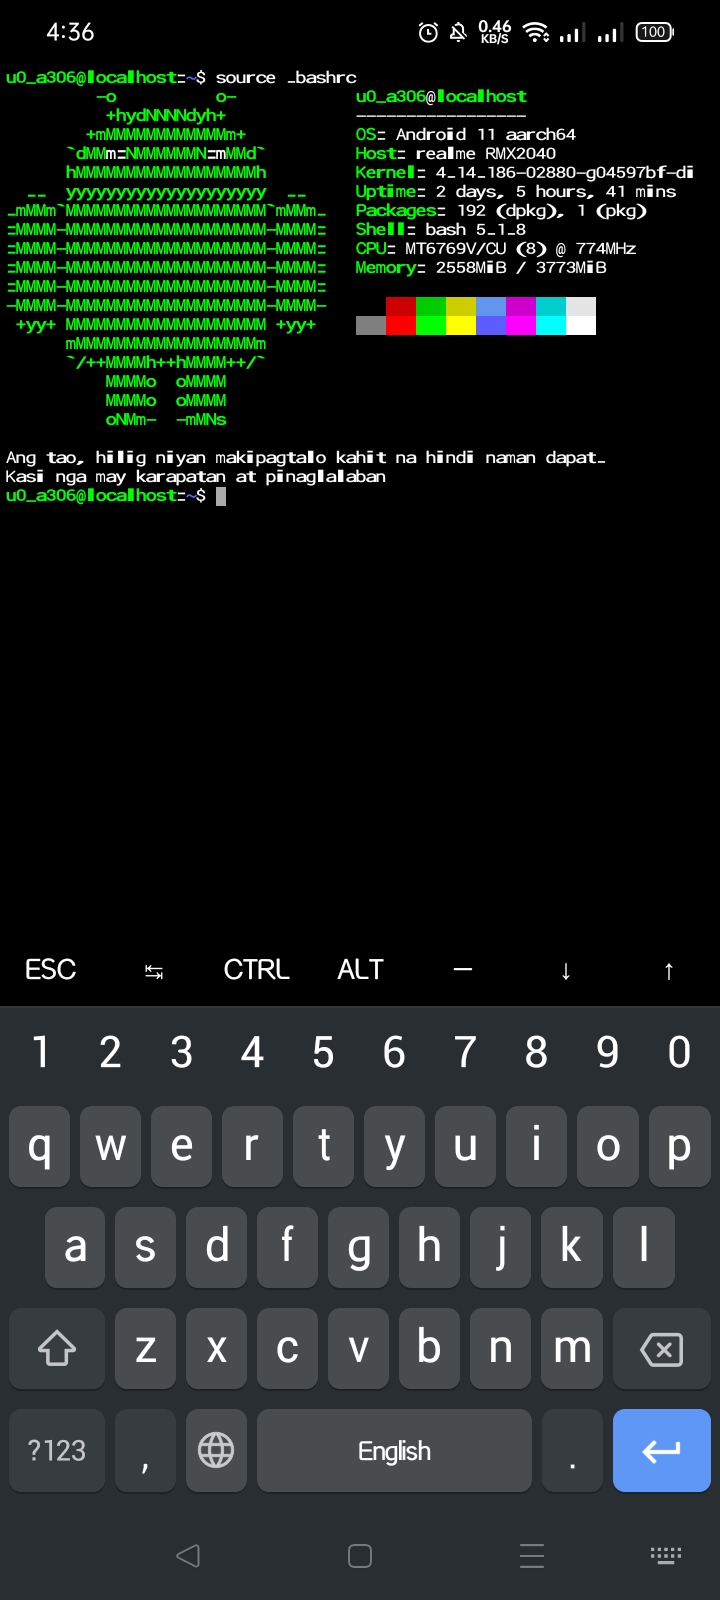 4:36 0.46 KB/S 100
u0_a306@localhost:~$ source .bashrc
-o o- u0_a306@localhost
+hydNNNNdyh+ -----------------
+mMMMMMMMMMMMMm+ OS: Android 11 aarch64
`dMMm:NMMMMMMN:mMMd` Host: realme RMX2040
hMMMMMMMMMMMMMMMMMMh Kernel: 4.14.186-02880-g04597bf-di
.. yyyyyyyyyyyyyyyyyyyy .. Uptime: 2 days, 5 hours, 41 mins
.mMMm`MMMMMMMMMMMMMMMMMMMM`mMMm. Packages: 192 (dpkg), 1 (pkg)
:MMMM-MMMMMMMMMMMMMMMMMMMM-MMMM: Shell: bash 5.1.8
:MMMM-MMMMMMMMMMMMMMMMMMMM-MMMM: CPU: MT6769V/CU (8) @ 774MHz
:MMMM-MMMMMMMMMMMMMMMMMMMM-MMMM: Memory: 2558MiB / 3773MiB
:MMMM-MMMMMMMMMMMMMMMMMMMM-MMMM:
-MMMM-MMMMMMMMMMMMMMMMMMMM-MMMM-
+yy+ MMMMMMMMMMMMMMMMMMMM +yy+
mMMMMMMMMMMMMMMMMMMm
`/++MMMMh++hMMMM++/`
MMMMo oMMMM
MMMMo oMMMM
oNMm- -mMNs
Ang tao, hilig niyan makipagtalo kahit na hindi naman dapat.
Kasi nga may karapatan at pinaglalaban
u0_a306@localhost:~$
ESC ↹ CTRL ALT – ↓ ↑
1 2 3 4 5 6 7 8 9 0
q w e r t y u i o p
a s d f g h j k l
z x c v b n m
?123 , English .